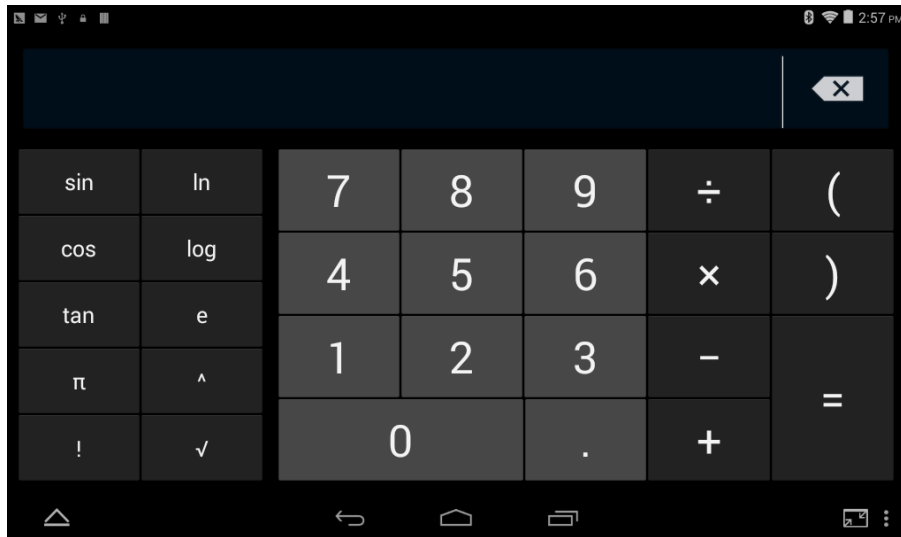 2:57 PM
sin ln 7 8 9 ÷ (
cos log 4 5 6 × )
tan e
1 2 3 −
π ^ =
0 . +
! √